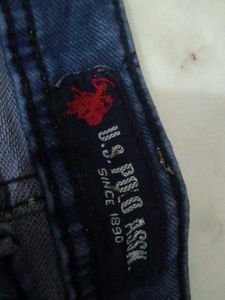 U.S. POLO ASSN.
SINCE 1890